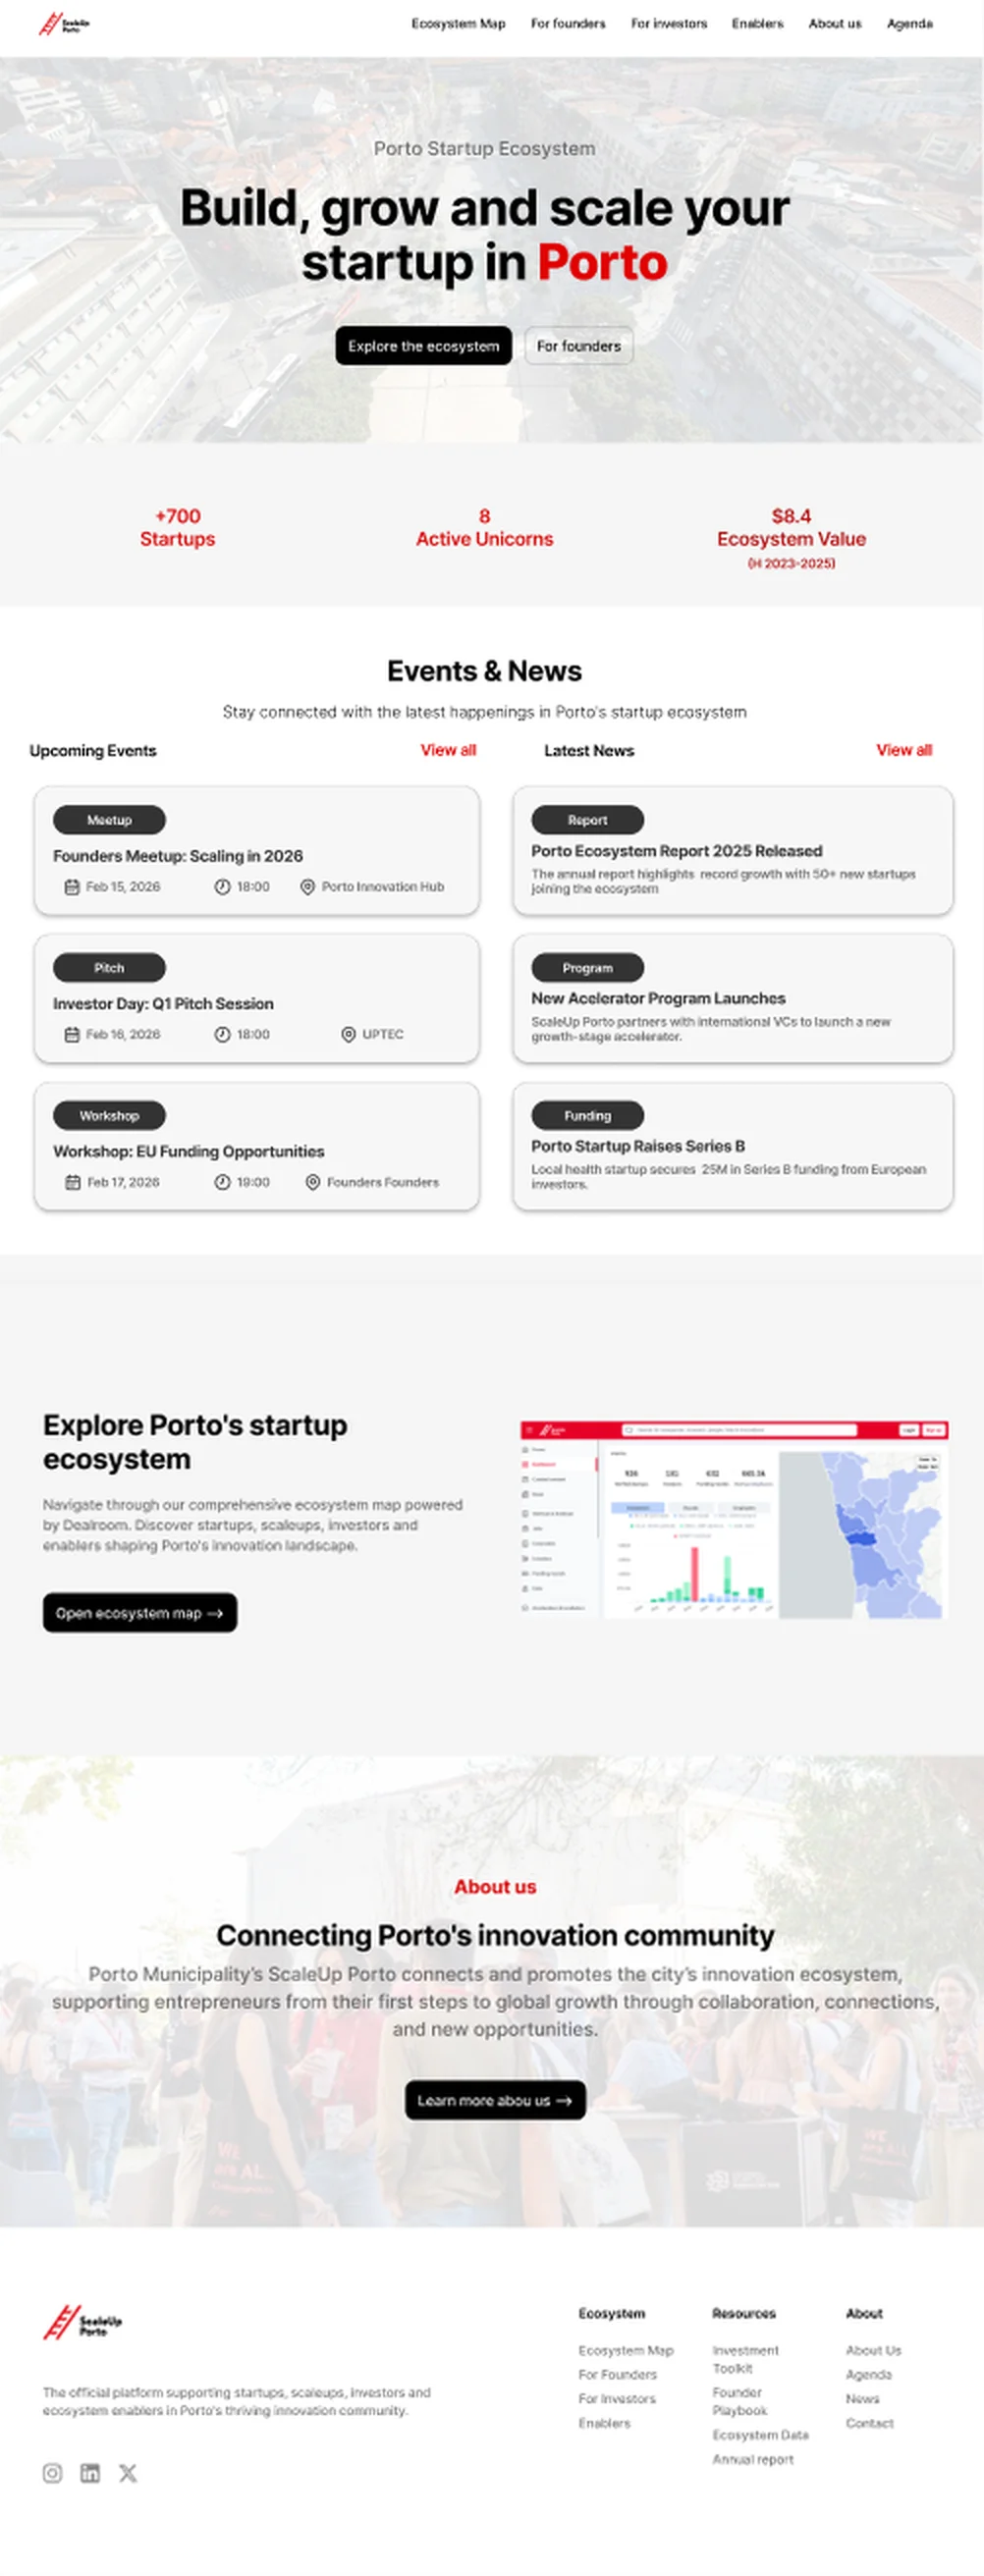 ScaleUp
Porto
Ecosystem Map
For founders
For investors
Enablers
About us
Agenda
Porto Startup Ecosystem
Build, grow and scale your
startup in Porto
Explore the ecosystem
For founders
+700
Startups
8
Active Unicorns
$8.4
Ecosystem Value
(H 2023-2025)
Events & News
Stay connected with the latest happenings in Porto's startup ecosystem
Upcoming Events
View all
Meetup
Founders Meetup: Scaling in 2026
Feb 15, 2026
18:00
Porto Innovation Hub
Pitch
Investor Day: Q1 Pitch Session
Feb 16, 2026
18:00
UPTEC
Workshop
Workshop: EU Funding Opportunities
Feb 17, 2026
19:00
Founders Founders
Latest News
View all
Report
Porto Ecosystem Report 2025 Released
The annual report highlights record growth with 50+ new startups
joining the ecosystem
Program
New Acelerator Program Launches
ScaleUp Porto partners with international VCs to launch a new
growth-stage accelerator.
Funding
Porto Startup Raises Series B
Local health startup secures 25M in Series B funding from European
investors.
Explore Porto's startup
ecosystem
Navigate through our comprehensive ecosystem map powered
by Dealroom. Discover startups, scaleups, investors and
enablers shaping Porto's innovation landscape.
Open ecosystem map →
About us
Connecting Porto's innovation community
Porto Municipality's ScaleUp Porto connects and promotes the city's innovation ecosystem,
supporting entrepreneurs from their first steps to global growth through collaboration, connections,
and new opportunities.
Learn more abou us →
WE
are AL
WE
ScaleUp
Porto
The official platform supporting startups, scaleups, investors and
ecosystem enablers in Porto's thriving innovation community.
Ecosystem
Ecosystem Map
For Founders
For Investors
Enablers
Resources
Investment
Toolkit
Founder
Playbook
Ecosystem Data
Annual report
About
About Us
Agenda
News
Contact